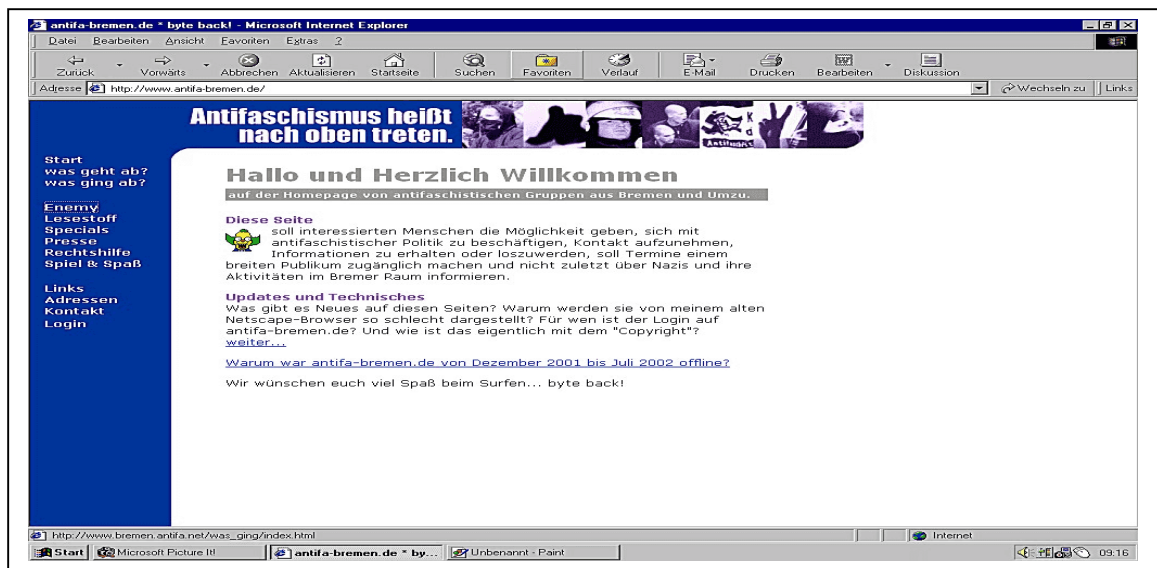 antifa-bremen.de * byte back! - Microsoft Internet Explorer
Datei Bearbeiten Ansicht Favoriten Extras ?
Zurück Vorwärts Abbrechen Aktualisieren Startseite Suchen Favoriten Verlauf E-Mail Drucken Bearbeiten Diskussion
Adresse http://www.antifa-bremen.de/ Wechseln zu Links
Antifaschismus heißt
nach oben treten.
Start
was geht ab?
was ging ab?
Enemy
Lesestoff
Specials
Presse
Rechtshilfe
Spiel & Spaß
Links
Adressen
Kontakt
Login
Hallo und Herzlich Willkommen
auf der Homepage von antifaschistischen Gruppen aus Bremen und Umzu.
Diese Seite
soll interessierten Menschen die Möglichkeit geben, sich mit
antifaschistischer Politik zu beschäftigen, Kontakt aufzunehmen,
Informationen zu erhalten oder loszuwerden, soll Termine einem
breiten Publikum zugänglich machen und nicht zuletzt über Nazis und ihre
Aktivitäten im Bremer Raum informieren.
Updates und Technisches
Was gibt es Neues auf diesen Seiten? Warum werden sie von meinem alten
Netscape-Browser so schlecht dargestellt? Für wen ist der Login auf
antifa-bremen.de? Und wie ist das eigentlich mit dem "Copyright"?
weiter...
Warum war antifa-bremen.de von Dezember 2001 bis Juli 2002 offline?
Wir wünschen euch viel Spaß beim Surfen... byte back!
http://www.bremen.antifa.net/was_ging/index.html Internet
Start Microsoft Picture It! antifa-bremen.de * by... Unbenannt - Paint 09:16